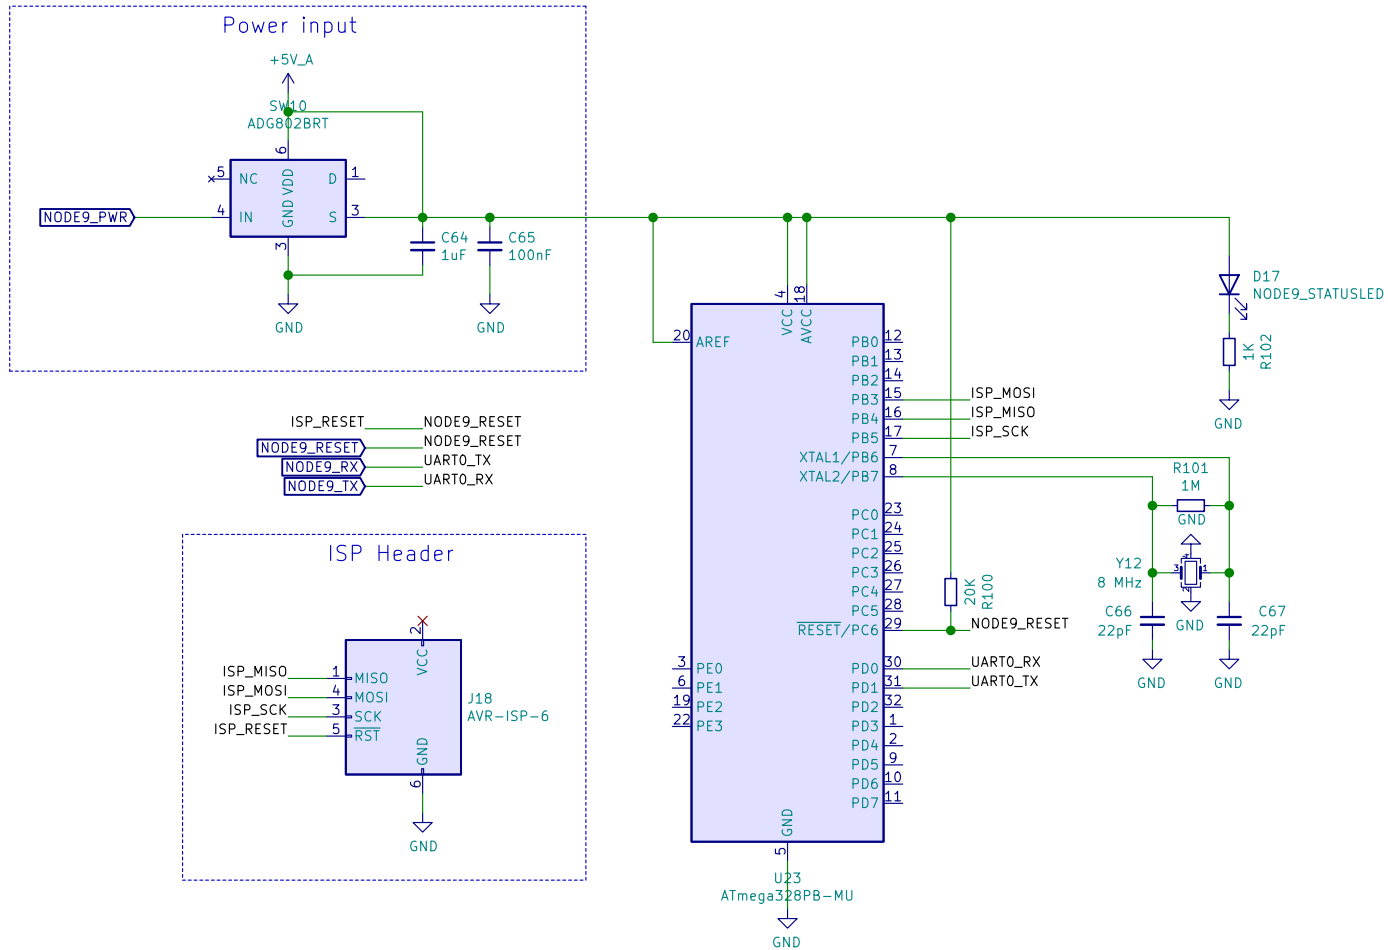 Power input
+5V_A
SW10
ADG802BRT
6
5 NC VDD D 1
NODE9_PWR 4 IN GND S 3
3
C64
1uF
C65
100nF
GND
GND
ISP_RESET NODE9_RESET
NODE9_RESET NODE9_RESET
NODE9_RX UART0_TX
NODE9_TX UART0_RX
ISP Header
2
VCC
ISP_MISO 1 MISO
ISP_MOSI 4 MOSI
ISP_SCK 3 SCK
ISP_RESET 5 RST
GND
6
J18
AVR-ISP-6
GND
4 18
VCC AVCC
20 AREF
PB0 12
PB1 13
PB2 14
PB3 15 ISP_MOSI
PB4 16 ISP_MISO
PB5 17 ISP_SCK
XTAL1/PB6 7
XTAL2/PB7 8
PC0 23
PC1 24
PC2 25
PC3 26
PC4 27
PC5 28
RESET/PC6 29 NODE9_RESET
3 PE0 PD0 30 UART0_RX
6 PE1 PD1 31 UART0_TX
19 PE2 PD2 32
22 PE3 PD3 1
PD4 2
PD5 9
PD6 10
PD7 11
GND
5
U23
ATmega328PB-MU
GND
20K
R100
D17
NODE9_STATUSLED
1K
R102
GND
R101
1M
GND
4
Y12
8 MHz
3 1
2
GND
C66
22pF
C67
22pF
GND
GND